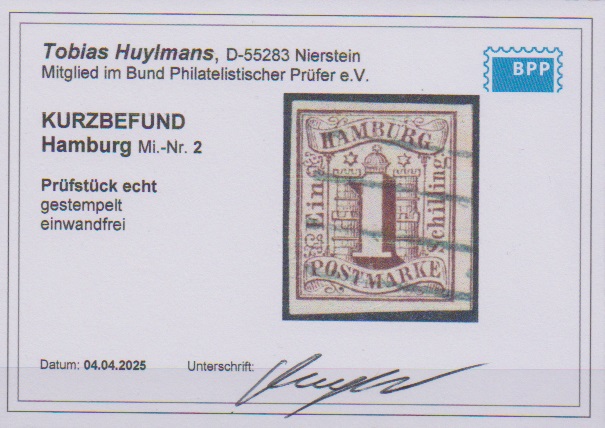 Tobias Huylmans, D-55283 Nierstein
Mitglied im Bund Philatelistischer Prüfer e.V.
BPP
KURZBEFUND
Hamburg Mi.-Nr. 2
Prüfstück echt
gestempelt
einwandfrei
HAMBURG
Ein
1
Schilling
POSTMARKE
Datum: 04.04.2025 Unterschrift: